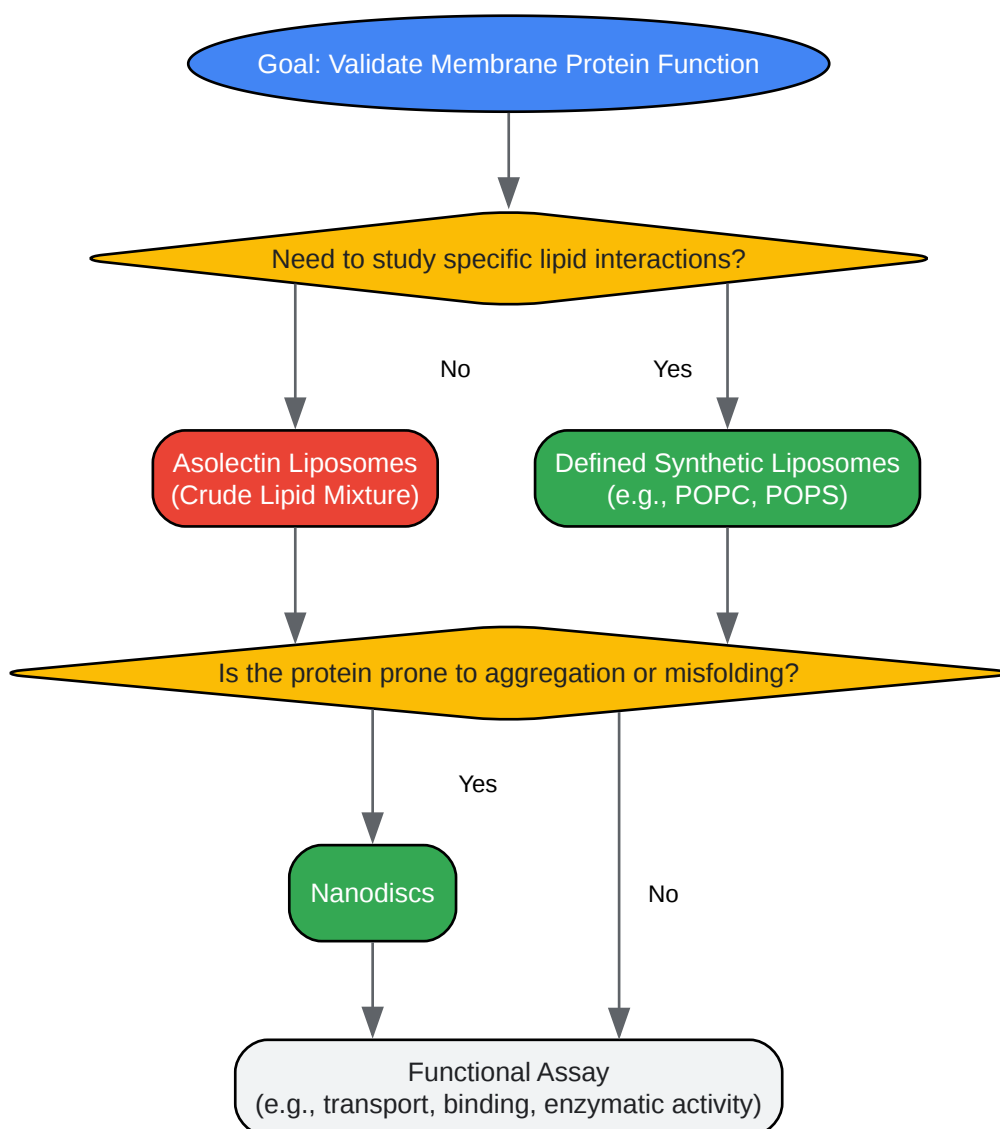 Goal: Validate Membrane Protein Function
Need to study specific lipid interactions?
No
Yes
Asolectin Liposomes
(Crude Lipid Mixture)
Defined Synthetic Liposomes
(e.g., POPC, POPS)
Is the protein prone to aggregation or misfolding?
Yes
Nanodiscs
No
Functional Assay
(e.g., transport, binding, enzymatic activity)